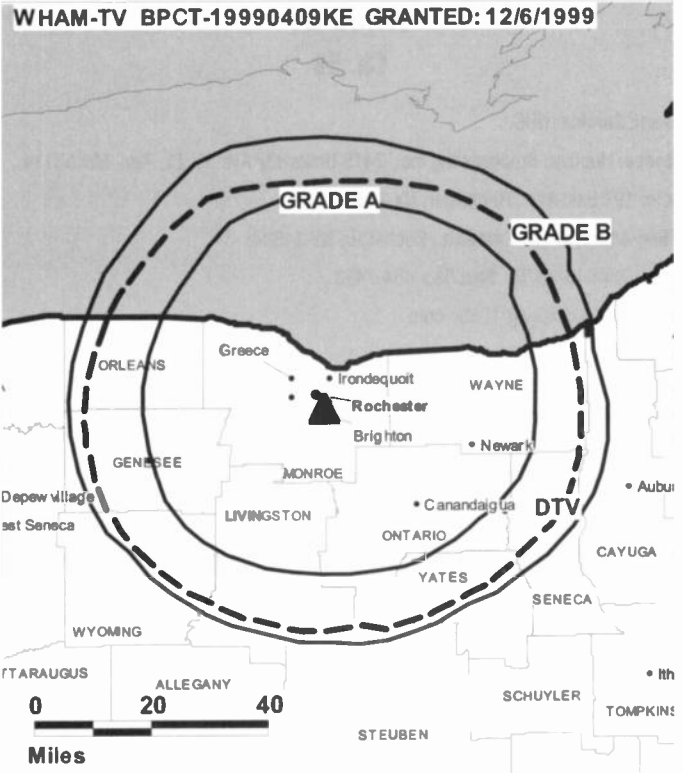 WHAM-TV BPCT-19990409KE GRANTED: 12/6/1999
GRADE A
GRADE B
ORLEANS
Greece
Irondequoit
WAYNE
Rochester
Brighton
Newark
GENESEE
MONROE
Depew village
est Seneca
LIVINGSTON
Canandaigua
DTV
Aubu
ONTARIO
CAYUGA
YATES
SENECA
WYOMING
TTARAUGUS
ALLEGANY
Ith
SCHUYLER
TOMPKINS
0 20 40
STEUBEN
Miles